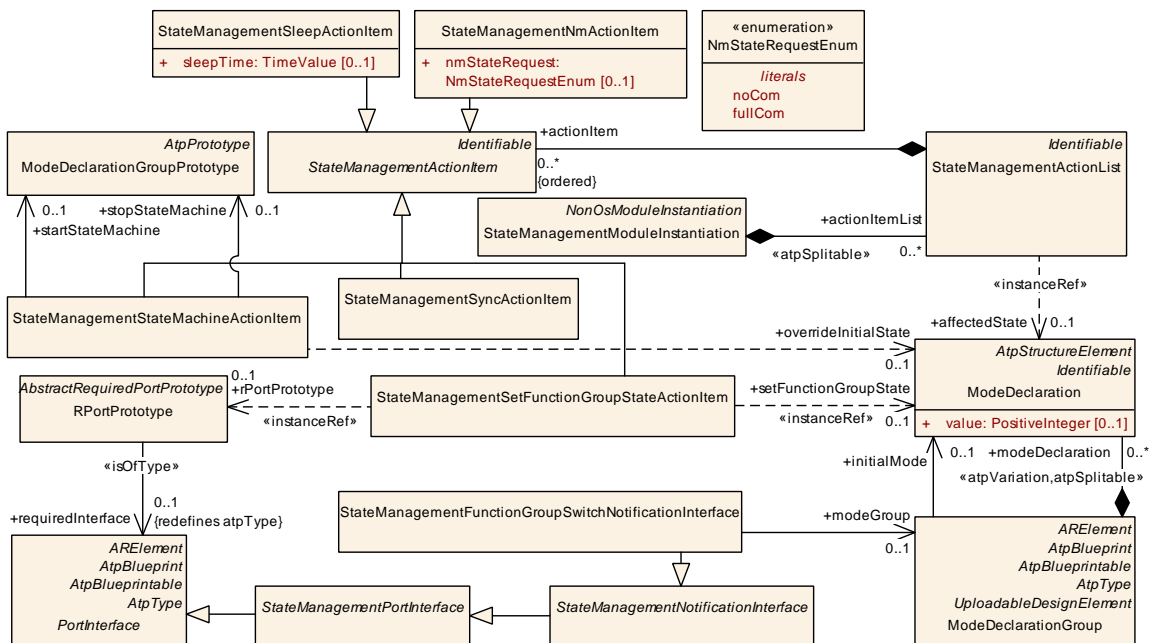 StateManagementSleepActionItem
+ sleepTime: TimeValue [0..1]
StateManagementNmActionItem
+ nmStateRequest:
NmStateRequestEnum [0..1]
«enumeration»
NmStateRequestEnum
literals
noCom
fullCom
AtpPrototype
ModeDeclarationGroupPrototype
Identifiable
StateManagementActionItem
+actionItem
0..*
{ordered}
Identifiable
StateManagementActionList
0..1
+stopStateMachine
0..1
+startStateMachine
NonOsModuleInstantiation
StateManagementModuleInstantiation
+actionItemList
«atpSplitable»
0..*
StateManagementStateMachineActionItem
StateManagementSyncActionItem
«instanceRef»
+affectedState
0..1
+overrideInitialState
0..1
AtpStructureElement
Identifiable
ModeDeclaration
+ value: PositiveInteger [0..1]
AbstractRequiredPortPrototype
RPortPrototype
0..1
+rPortPrototype
«instanceRef»
StateManagementSetFunctionGroupStateActionItem
+setFunctionGroupState
«instanceRef»
0..1
+initialMode
0..1
+modeDeclaration
0..*
«atpVariation,atpSplitable»
«isOfType»
+requiredInterface
0..1
{redefines atpType}
StateManagementFunctionGroupSwitchNotificationInterface
+modeGroup
0..1
ARElement
AtpBlueprint
AtpBlueprintable
AtpType
PortInterface
StateManagementPortInterface
StateManagementNotificationInterface
ARElement
AtpBlueprint
AtpBlueprintable
AtpType
UploadableDesignElement
ModeDeclarationGroup